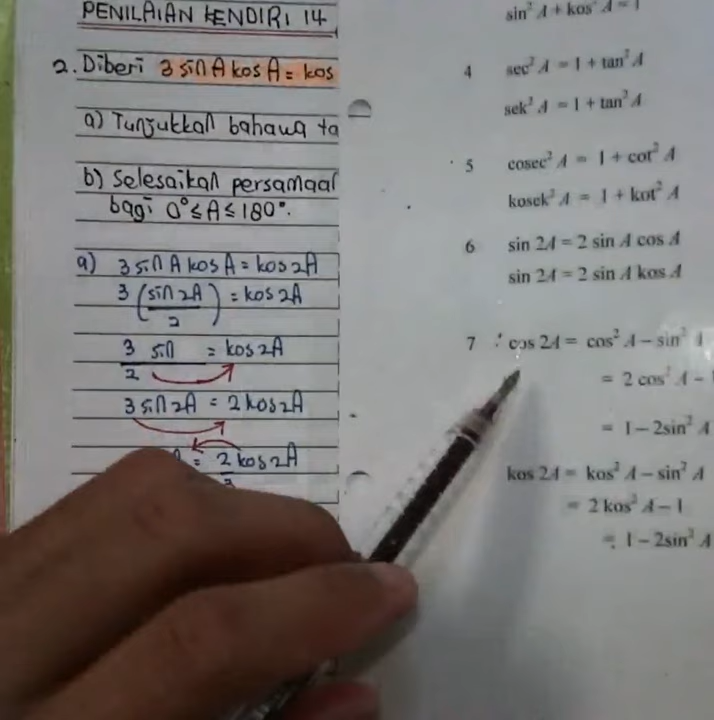 PENILAIAN KENDIRI 14
2. Diberi 3 sin A kos A = kos
a) Tunjukkan bahawa ta
b) Selesaikan persamaan
bagi 0° ≤ A ≤ 180°.
a) 3 sin A kos A = kos 2A
3 (sin 2A / 2) = kos 2A
3/2 sin = kos 2A
3 sin 2A = 2 kos 2A
A = 2 kos 2A / 3
sin² A + kos² A = 1
4 sec² A = 1 + tan² A
sek² A = 1 + tan² A
5 cosec² A = 1 + cot² A
kosek² A = 1 + kot² A
6 sin 2A = 2 sin A cos A
sin 2A = 2 sin A kos A
7 cos 2A = cos² A − sin² A
= 2 cos² A −
= 1 − 2sin² A
kos 2A = kos² A − sin² A
= 2 kos² A − 1
= 1 − 2sin² A